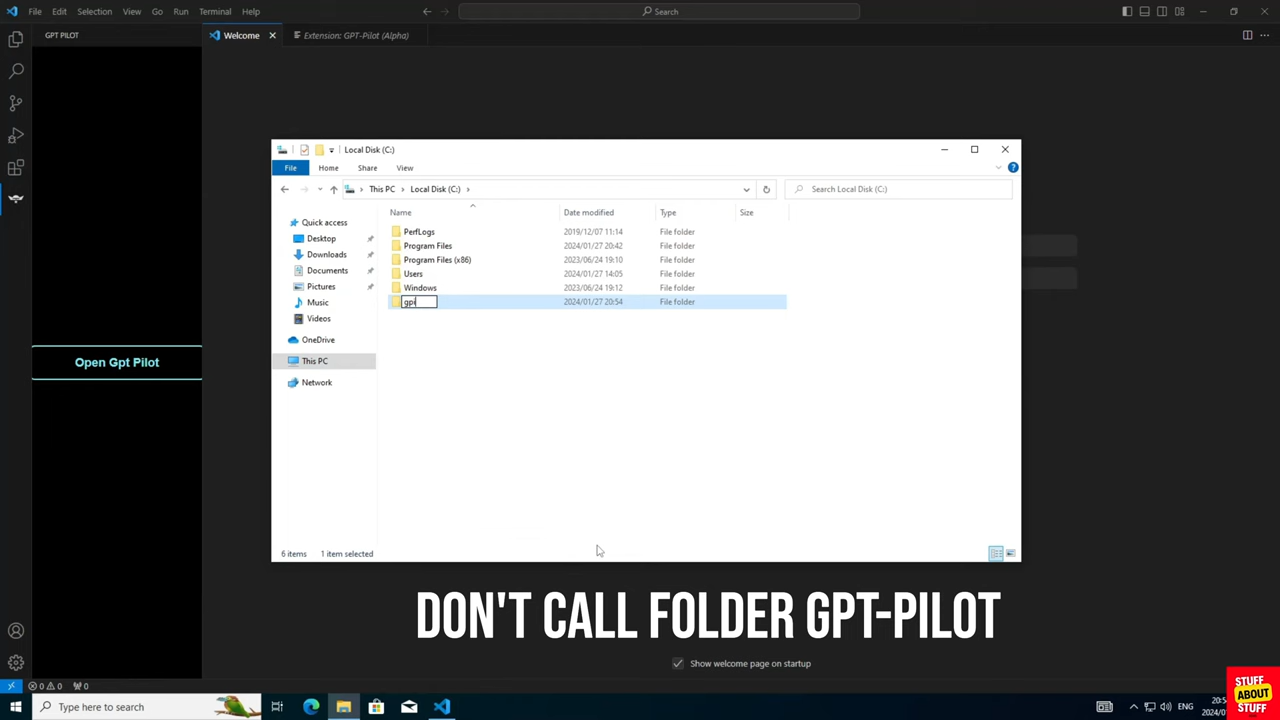 File Edit Selection View Go Run Terminal Help
Search
GPT PILOT
Welcome
Extension: GPT-Pilot (Alpha)
Open Gpt Pilot
Local Disk (C:)
File Home Share View
This PC > Local Disk (C:) >
Search Local Disk (C:)
Name Date modified Type Size
Quick access
Desktop
Downloads
Documents
Pictures
Music
Videos
OneDrive
This PC
Network
PerfLogs 2019/12/07 11:14 File folder
Program Files 2024/01/27 20:42 File folder
Program Files (x86) 2023/06/24 19:10 File folder
Users 2024/01/27 14:05 File folder
Windows 2023/06/24 19:12 File folder
gpi 2024/01/27 20:54 File folder
6 items 1 item selected
DON'T CALL FOLDER GPT-PILOT
Show welcome page on startup
0 0 0
Type here to search
ENG
STUFF
ABOUT
STUFF